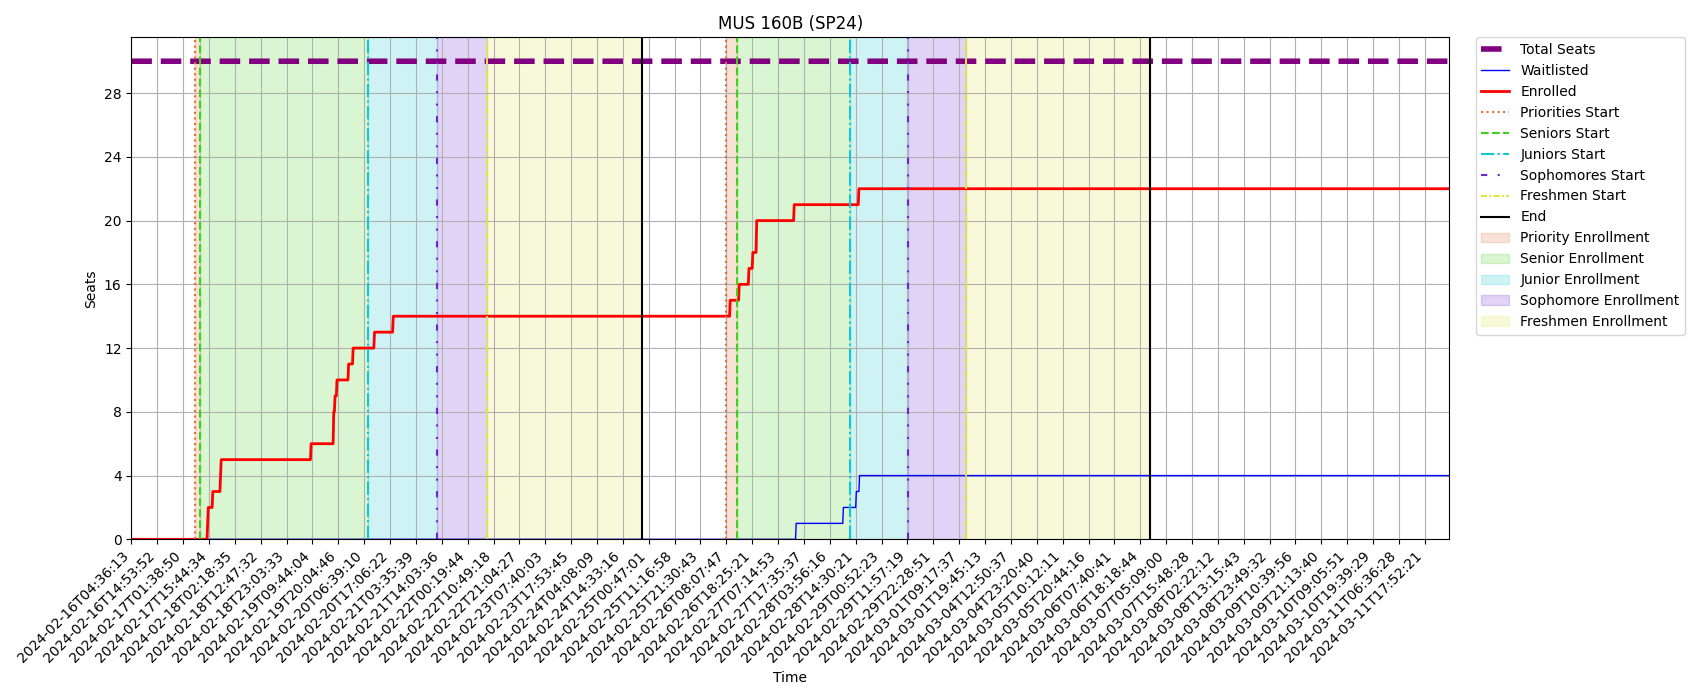 MUS 160B (SP24)
Seats
28
24
20
16
12
8
4
0
2024-02-16T04:36:13
2024-02-16T14:53:52
2024-02-17T01:38:50
2024-02-17T15:44:34
2024-02-18T02:18:35
2024-02-18T12:47:32
2024-02-18T23:03:33
2024-02-19T09:44:04
2024-02-19T20:04:46
2024-02-20T06:39:10
2024-02-20T17:06:22
2024-02-21T03:35:39
2024-02-21T14:03:36
2024-02-22T00:19:44
2024-02-22T10:49:18
2024-02-22T21:04:27
2024-02-23T07:40:03
2024-02-23T17:53:45
2024-02-24T04:08:09
2024-02-24T14:33:16
2024-02-25T00:47:01
2024-02-25T11:16:58
2024-02-25T21:30:43
2024-02-26T08:07:47
2024-02-26T18:25:21
2024-02-27T07:14:53
2024-02-27T17:35:37
2024-02-28T03:56:16
2024-02-28T14:30:21
2024-02-29T00:52:23
2024-02-29T11:57:19
2024-02-29T22:28:51
2024-03-01T09:17:37
2024-03-01T19:45:13
2024-03-04T12:50:37
2024-03-04T23:20:40
2024-03-05T10:12:11
2024-03-05T20:44:16
2024-03-06T07:40:41
2024-03-06T18:18:44
2024-03-07T05:09:00
2024-03-07T15:48:28
2024-03-08T02:22:12
2024-03-08T13:15:43
2024-03-08T23:49:32
2024-03-09T10:39:56
2024-03-09T21:13:40
2024-03-10T09:05:51
2024-03-10T19:39:29
2024-03-11T06:36:28
2024-03-11T17:52:21
Time
Total Seats
Waitlisted
Enrolled
Priorities Start
Seniors Start
Juniors Start
Sophomores Start
Freshmen Start
End
Priority Enrollment
Senior Enrollment
Junior Enrollment
Sophomore Enrollment
Freshmen Enrollment